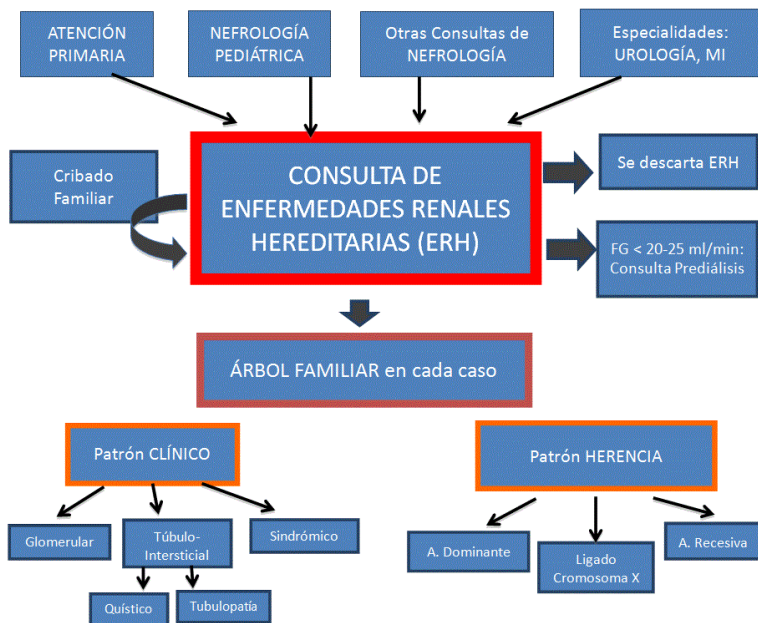 ATENCIÓN
PRIMARIA
NEFROLOGÍA
PEDIÁTRICA
Otras Consultas de
NEFROLOGÍA
Especialidades:
UROLOGÍA, MI
Cribado
Familiar
CONSULTA DE
ENFERMEDADES RENALES
HEREDITARIAS (ERH)
Se descarta ERH
FG < 20-25 ml/min:
Consulta Prediálisis
ÁRBOL FAMILIAR en cada caso
Patrón CLÍNICO
Patrón HERENCIA
Glomerular
Túbulo-
Intersticial
Sindrómico
Quístico
Tubulopatía
A. Dominante
Ligado
Cromosoma X
A. Recesiva